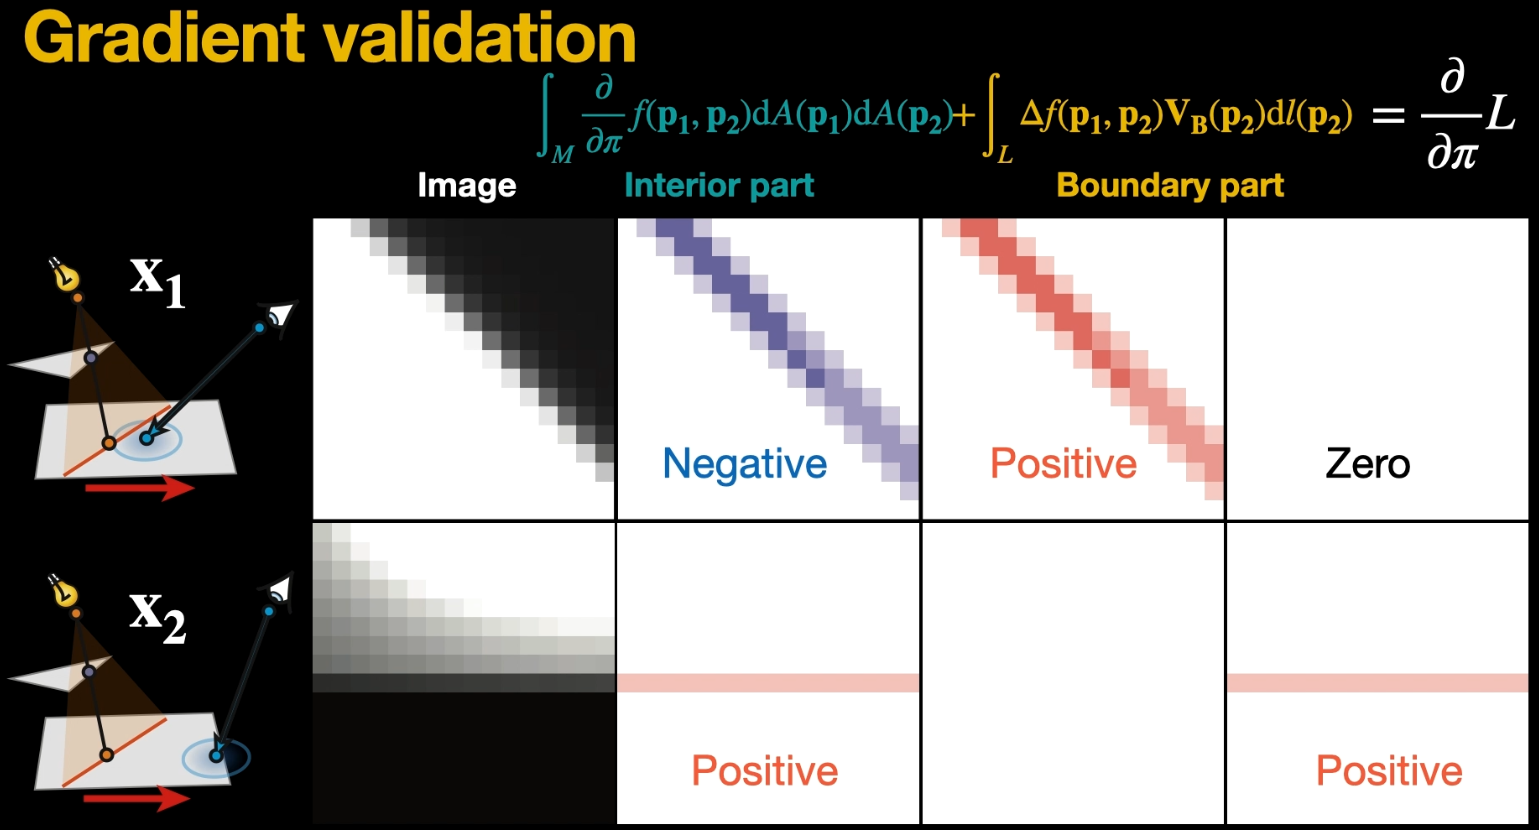 Gradient validation
∫_M ∂/∂π f(p₁, p₂)dA(p₁)dA(p₂) + ∫_L Δf(p₁, p₂)V_B(p₂)dl(p₂) = ∂/∂π L
Image Interior part Boundary part
x₁
Negative Positive Zero
x₂
Positive Positive